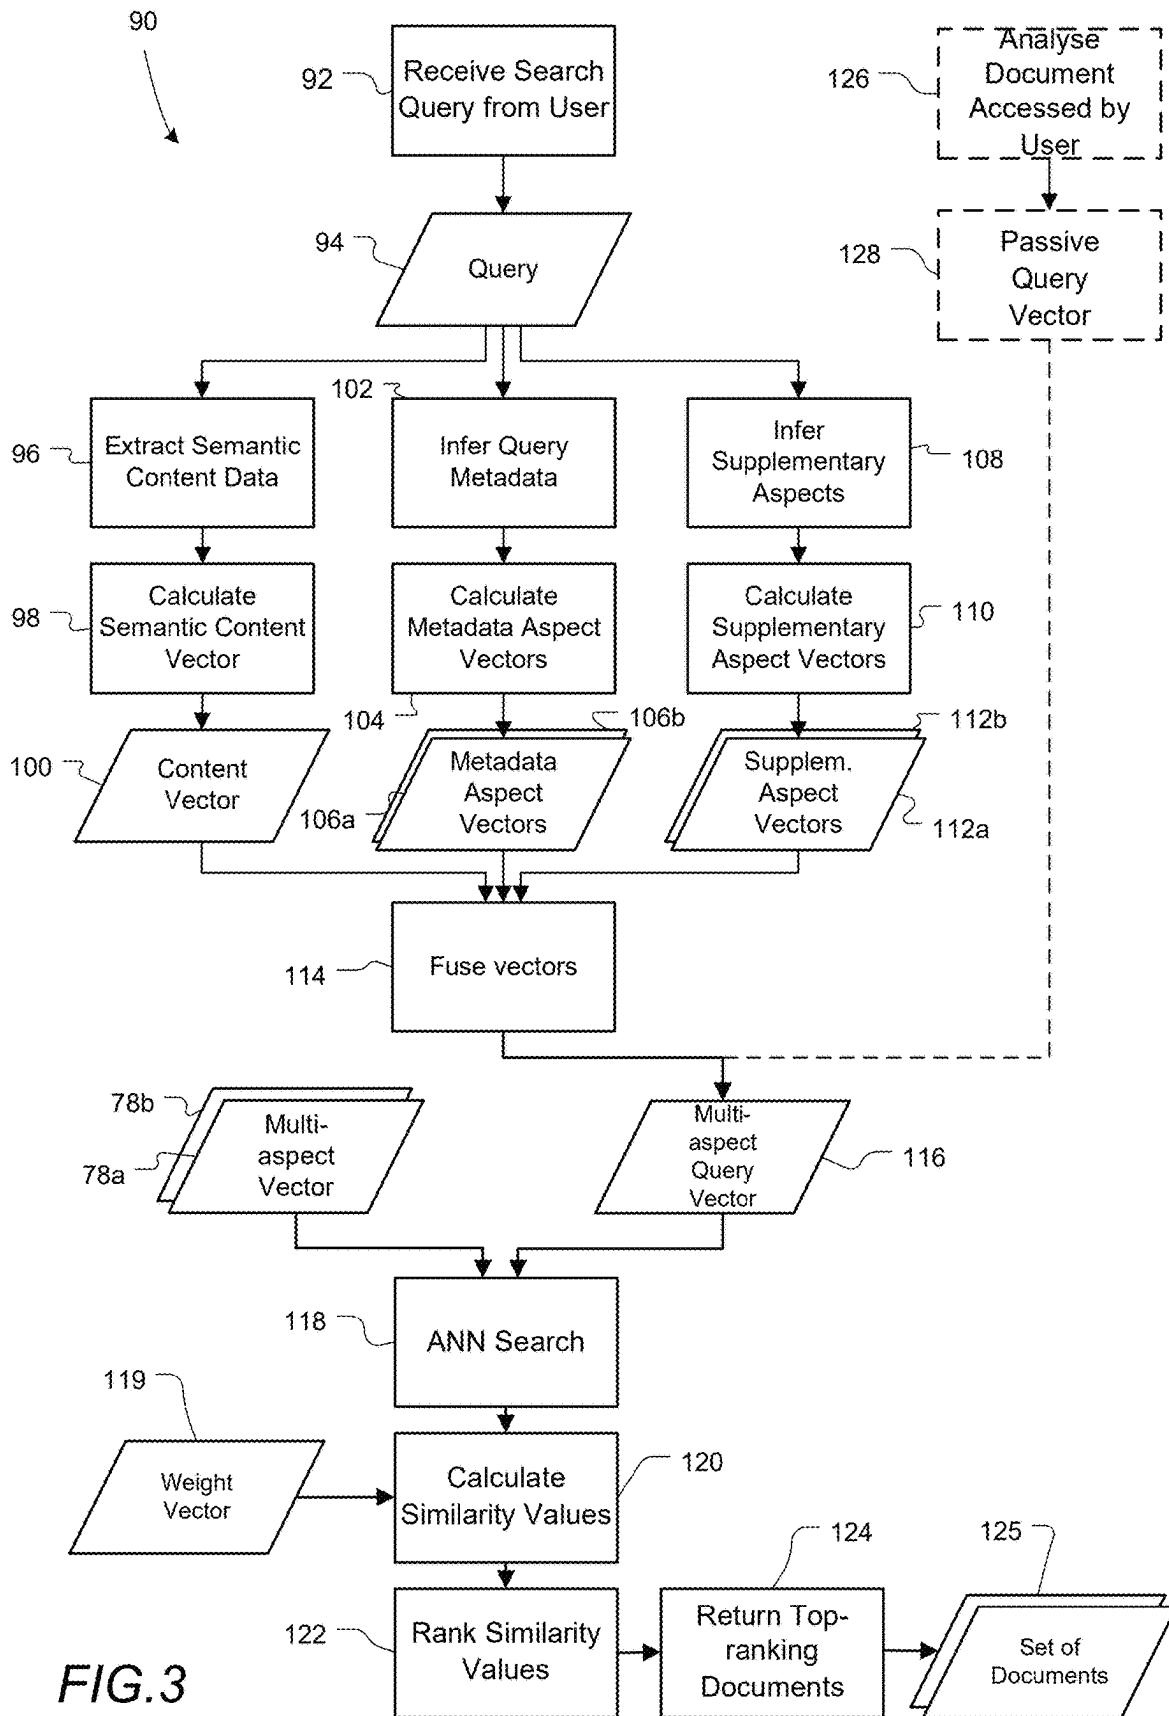 90
92
Receive Search
Query from User
126
Analyse
Document
Accessed by
User
94
Query
128
Passive
Query
Vector
96
Extract Semantic
Content Data
102
Infer Query
Metadata
Infer
Supplementary
Aspects
108
98
Calculate
Semantic Content
Vector
Calculate
Metadata Aspect
Vectors
104
Calculate
Supplementary
Aspect Vectors
110
100
Content
Vector
106b
Metadata
Aspect
Vectors
106a
112b
Supplem.
Aspect
Vectors
112a
114
Fuse vectors
78b
78a
Multi-
aspect
Vector
Multi-
aspect
Query
Vector
116
118
ANN Search
119
Weight
Vector
Calculate
Similarity Values
120
122
Rank Similarity
Values
124
Return Top-
ranking
Documents
125
Set of
Documents
FIG.3